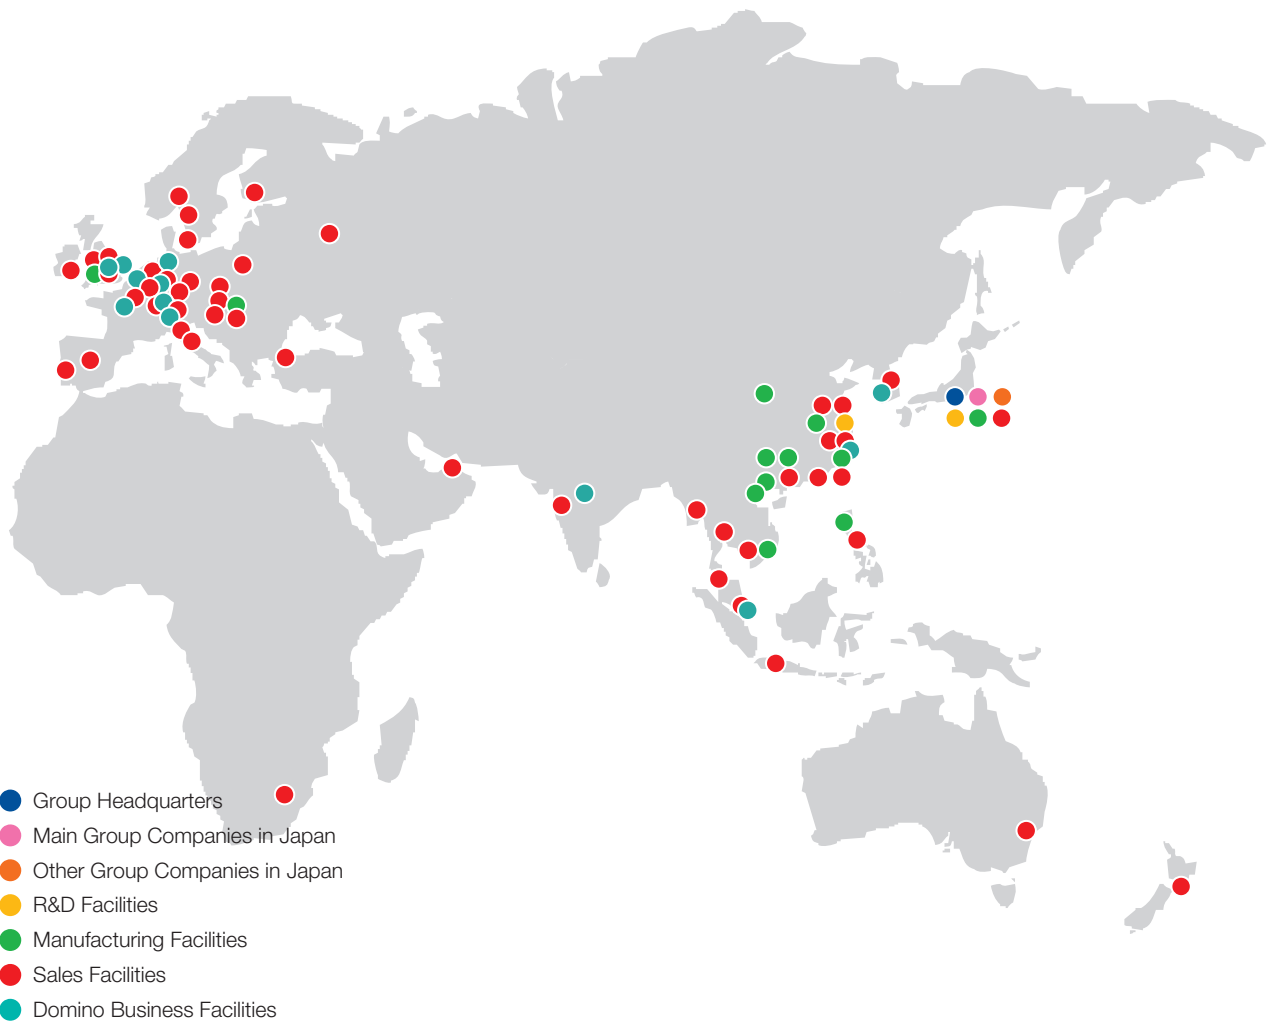 Group Headquarters
Main Group Companies in Japan
Other Group Companies in Japan
R&D Facilities
Manufacturing Facilities
Sales Facilities
Domino Business Facilities